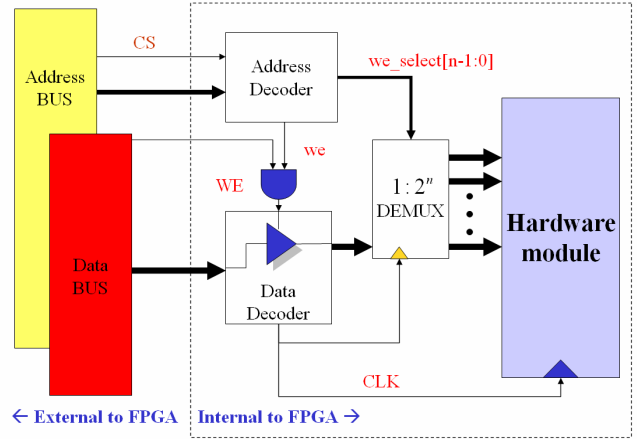 CS
Address
BUS
Address
Decoder
we_select[n-1:0]
we
WE
1 : 2ⁿ
DEMUX
Hardware
module
Data
BUS
Data
Decoder
CLK
← External to FPGA
Internal to FPGA →